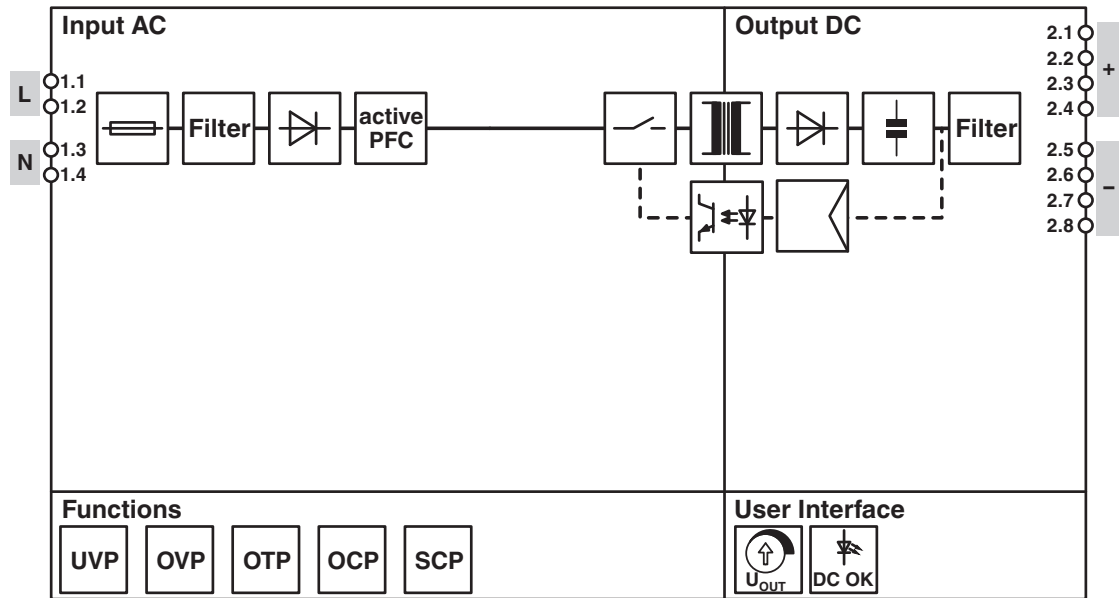 Input AC
Output DC
L
1.1
1.2
N
1.3
1.4
Filter
active
PFC
Filter
2.1
2.2
2.3
2.4
+
2.5
2.6
2.7
2.8
–
Functions
UVP
OVP
OTP
OCP
SCP
User Interface
UOUT
DC OK